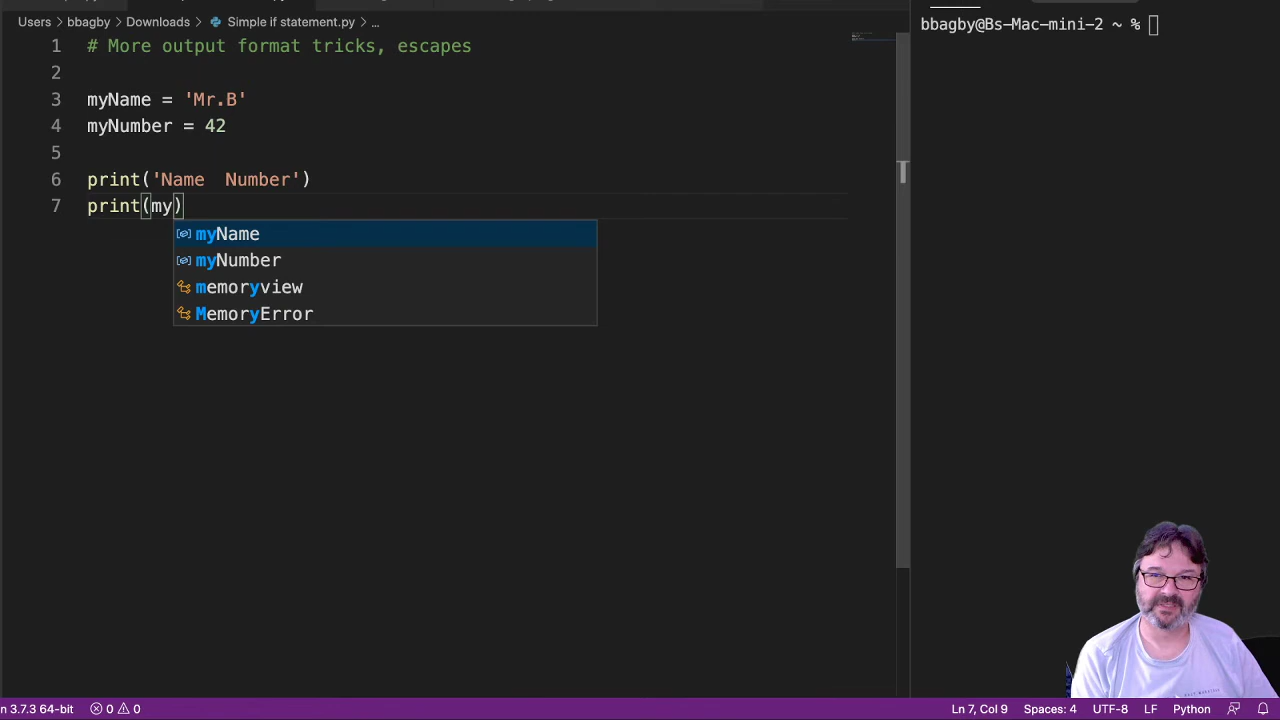 Users > bbagby > Downloads > Simple if statement.py > ...
bbagby@Bs-Mac-mini-2 ~ %
1 # More output format tricks, escapes
2
3 myName = 'Mr.B'
4 myNumber = 42
5
6 print('Name  Number')
7 print(my)
myName
myNumber
memoryview
MemoryError
n 3.7.3 64-bit 0 0 Ln 7, Col 9 Spaces: 4 UTF-8 LF Python